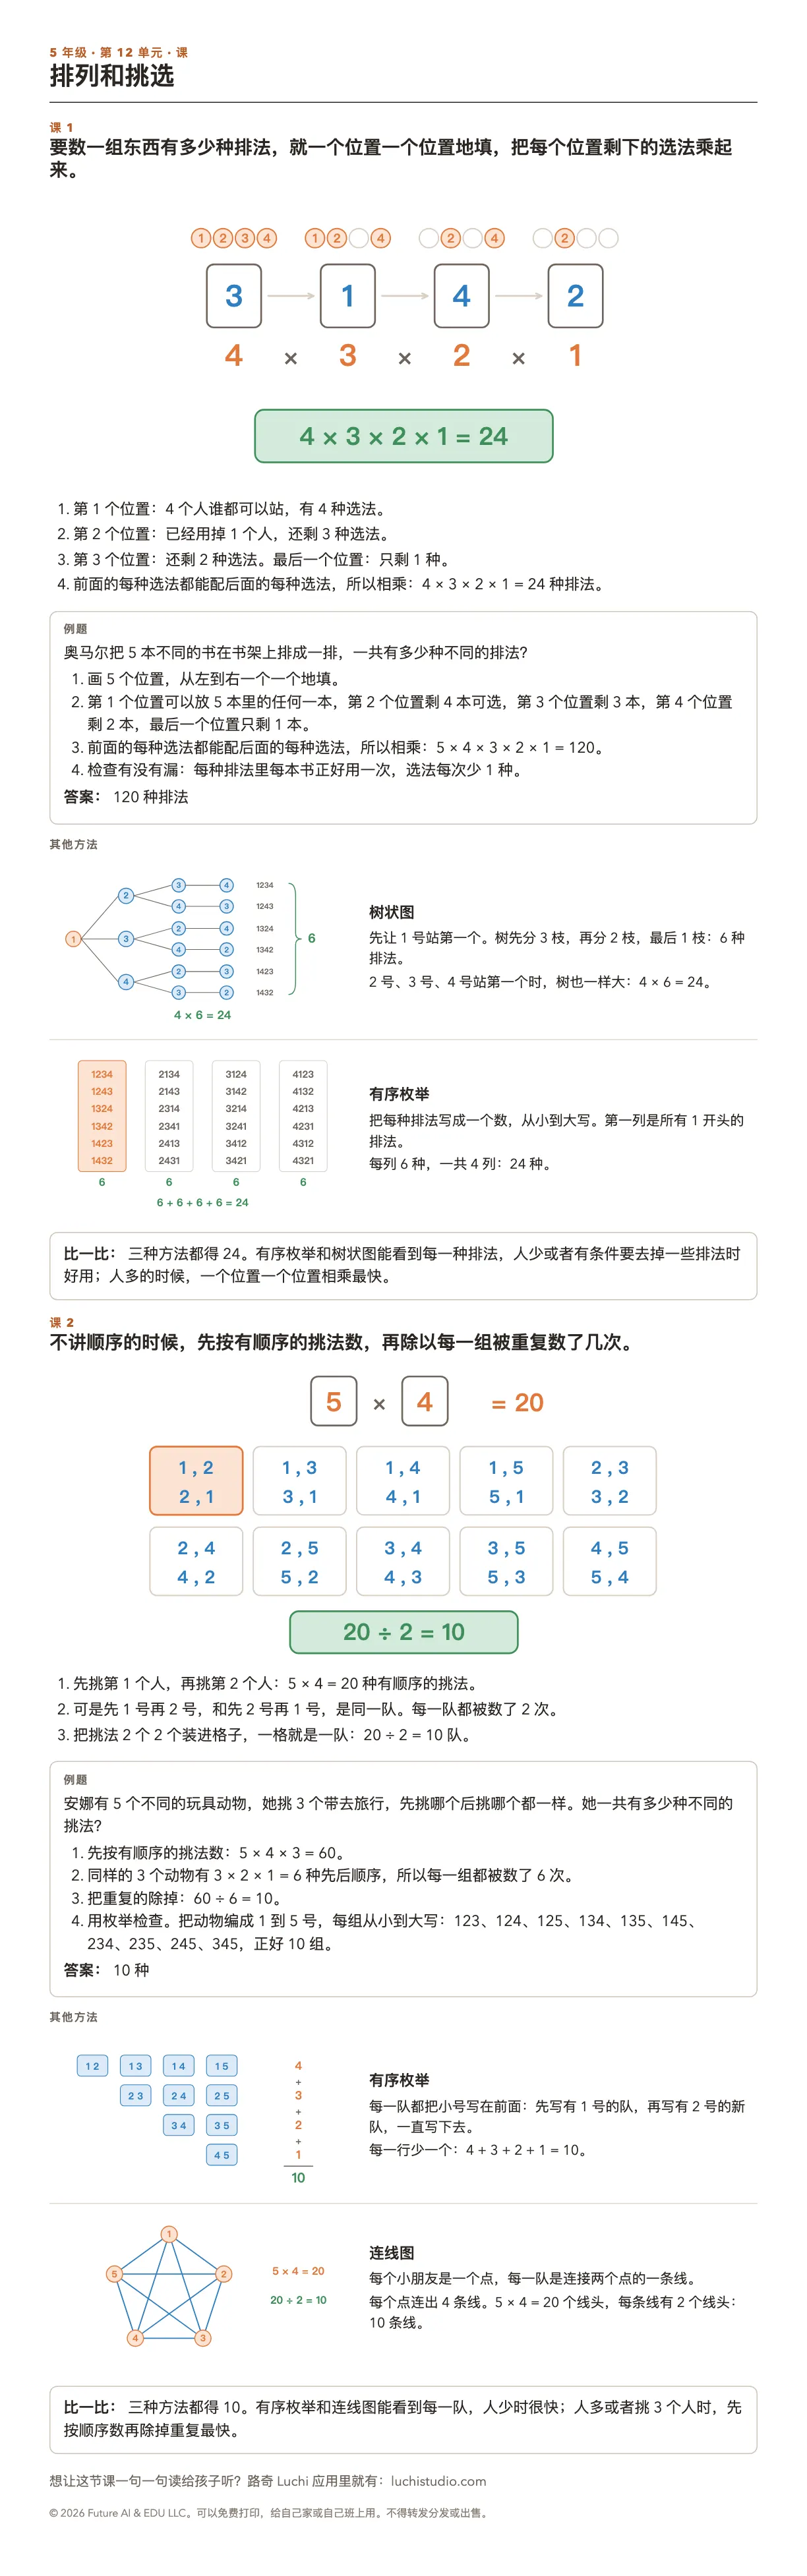 5 年级 · 第 12 单元 · 课
排列和挑选
课 1
要数一组东西有多少种排法，就一个位置一个位置地填，把每个位置剩下的选法乘起
来。
1 2 3 4 1 2 4 2 4 2
3 1 4 2
4 × 3 × 2 × 1
4 × 3 × 2 × 1 = 24
1. 第 1 个位置：4 个人谁都可以站，有 4 种选法。
2. 第 2 个位置：已经用掉 1 个人，还剩 3 种选法。
3. 第 3 个位置：还剩 2 种选法。最后一个位置：只剩 1 种。
4. 前面的每种选法都能配后面的每种选法，所以相乘：4 × 3 × 2 × 1 = 24 种排法。
例题
奥马尔把 5 本不同的书在书架上排成一排，一共有多少种不同的排法？
1. 画 5 个位置，从左到右一个一个地填。
2. 第 1 个位置可以放 5 本里的任何一本，第 2 个位置剩 4 本可选，第 3 个位置剩 3 本，第 4 个位置
剩 2 本，最后一个位置只剩 1 本。
3. 前面的每种选法都能配后面的每种选法，所以相乘：5 × 4 × 3 × 2 × 1 = 120。
4. 检查有没有漏：每种排法里每本书正好用一次，选法每次少 1 种。
答案： 120 种排法
其他方法
3 4 1234
2
4 3 1243
2 4 1324
1 3 6
4 2 1342
2 3 1423
4
3 2 1432
4 × 6 = 24
树状图
先让 1 号站第一个。树先分 3 枝，再分 2 枝，最后 1 枝：6 种
排法。
2 号、3 号、4 号站第一个时，树也一样大：4 × 6 = 24。
1234 2134 3124 4123
1243 2143 3142 4132
1324 2314 3214 4213
1342 2341 3241 4231
1423 2413 3412 4312
1432 2431 3421 4321
6 6 6 6
6 + 6 + 6 + 6 = 24
有序枚举
把每种排法写成一个数，从小到大写。第一列是所有 1 开头的
排法。
每列 6 种，一共 4 列：24 种。
比一比： 三种方法都得 24。有序枚举和树状图能看到每一种排法，人少或者有条件要去掉一些排法时
好用；人多的时候，一个位置一个位置相乘最快。
课 2
不讲顺序的时候，先按有顺序的挑法数，再除以每一组被重复数了几次。
5 × 4 = 20
1 , 2 1 , 3 1 , 4 1 , 5 2 , 3
2 , 1 3 , 1 4 , 1 5 , 1 3 , 2
2 , 4 2 , 5 3 , 4 3 , 5 4 , 5
4 , 2 5 , 2 4 , 3 5 , 3 5 , 4
20 ÷ 2 = 10
1. 先挑第 1 个人，再挑第 2 个人：5 × 4 = 20 种有顺序的挑法。
2. 可是先 1 号再 2 号，和先 2 号再 1 号，是同一队。每一队都被数了 2 次。
3. 把挑法 2 个 2 个装进格子，一格就是一队：20 ÷ 2 = 10 队。
例题
安娜有 5 个不同的玩具动物，她挑 3 个带去旅行，先挑哪个后挑哪个都一样。她一共有多少种不同的
挑法？
1. 先按有顺序的挑法数：5 × 4 × 3 = 60。
2. 同样的 3 个动物有 3 × 2 × 1 = 6 种先后顺序，所以每一组都被数了 6 次。
3. 把重复的除掉：60 ÷ 6 = 10。
4. 用枚举检查。把动物编成 1 到 5 号，每组从小到大写：123、124、125、134、135、145、
234、235、245、345，正好 10 组。
答案： 10 种
其他方法
1 2 1 3 1 4 1 5 4
+
2 3 2 4 2 5 3
+
3 4 3 5 2
+
4 5 1
10
有序枚举
每一队都把小号写在前面：先写有 1 号的队，再写有 2 号的新
队，一直写下去。
每一行少一个：4 + 3 + 2 + 1 = 10。
1
5 2
4 3
5 × 4 = 20
20 ÷ 2 = 10
连线图
每个小朋友是一个点，每一队是连接两个点的一条线。
每个点连出 4 条线。5 × 4 = 20 个线头，每条线有 2 个线头：
10 条线。
比一比： 三种方法都得 10。有序枚举和连线图能看到每一队，人少时很快；人多或者挑 3 个人时，先
按顺序数再除掉重复最快。
想让这节课一句一句读给孩子听？路奇 Luchi 应用里就有：luchistudio.com
© 2026 Future AI & EDU LLC。可以免费打印，给自己家或自己班上用。不得转发分发或出售。